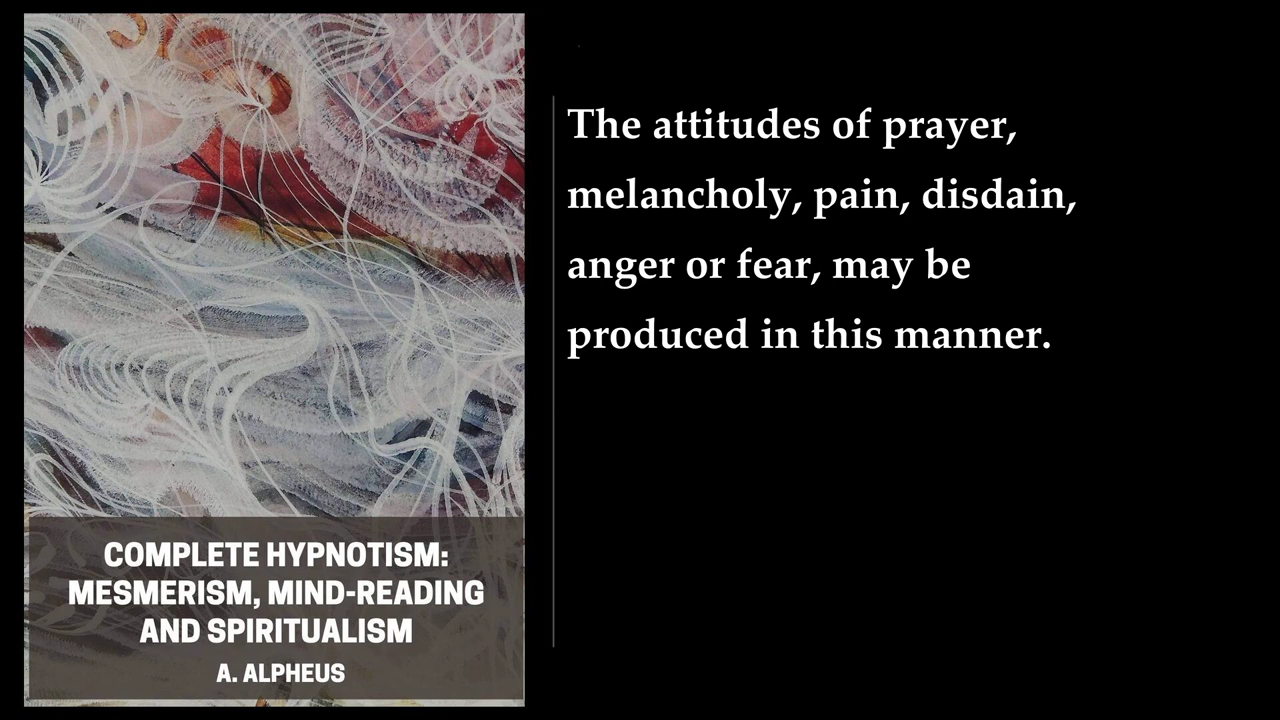 The attitudes of prayer,
melancholy, pain, disdain,
anger or fear, may be
produced in this manner.
COMPLETE HYPNOTISM:
MESMERISM, MIND-READING
AND SPIRITUALISM
A. ALPHEUS